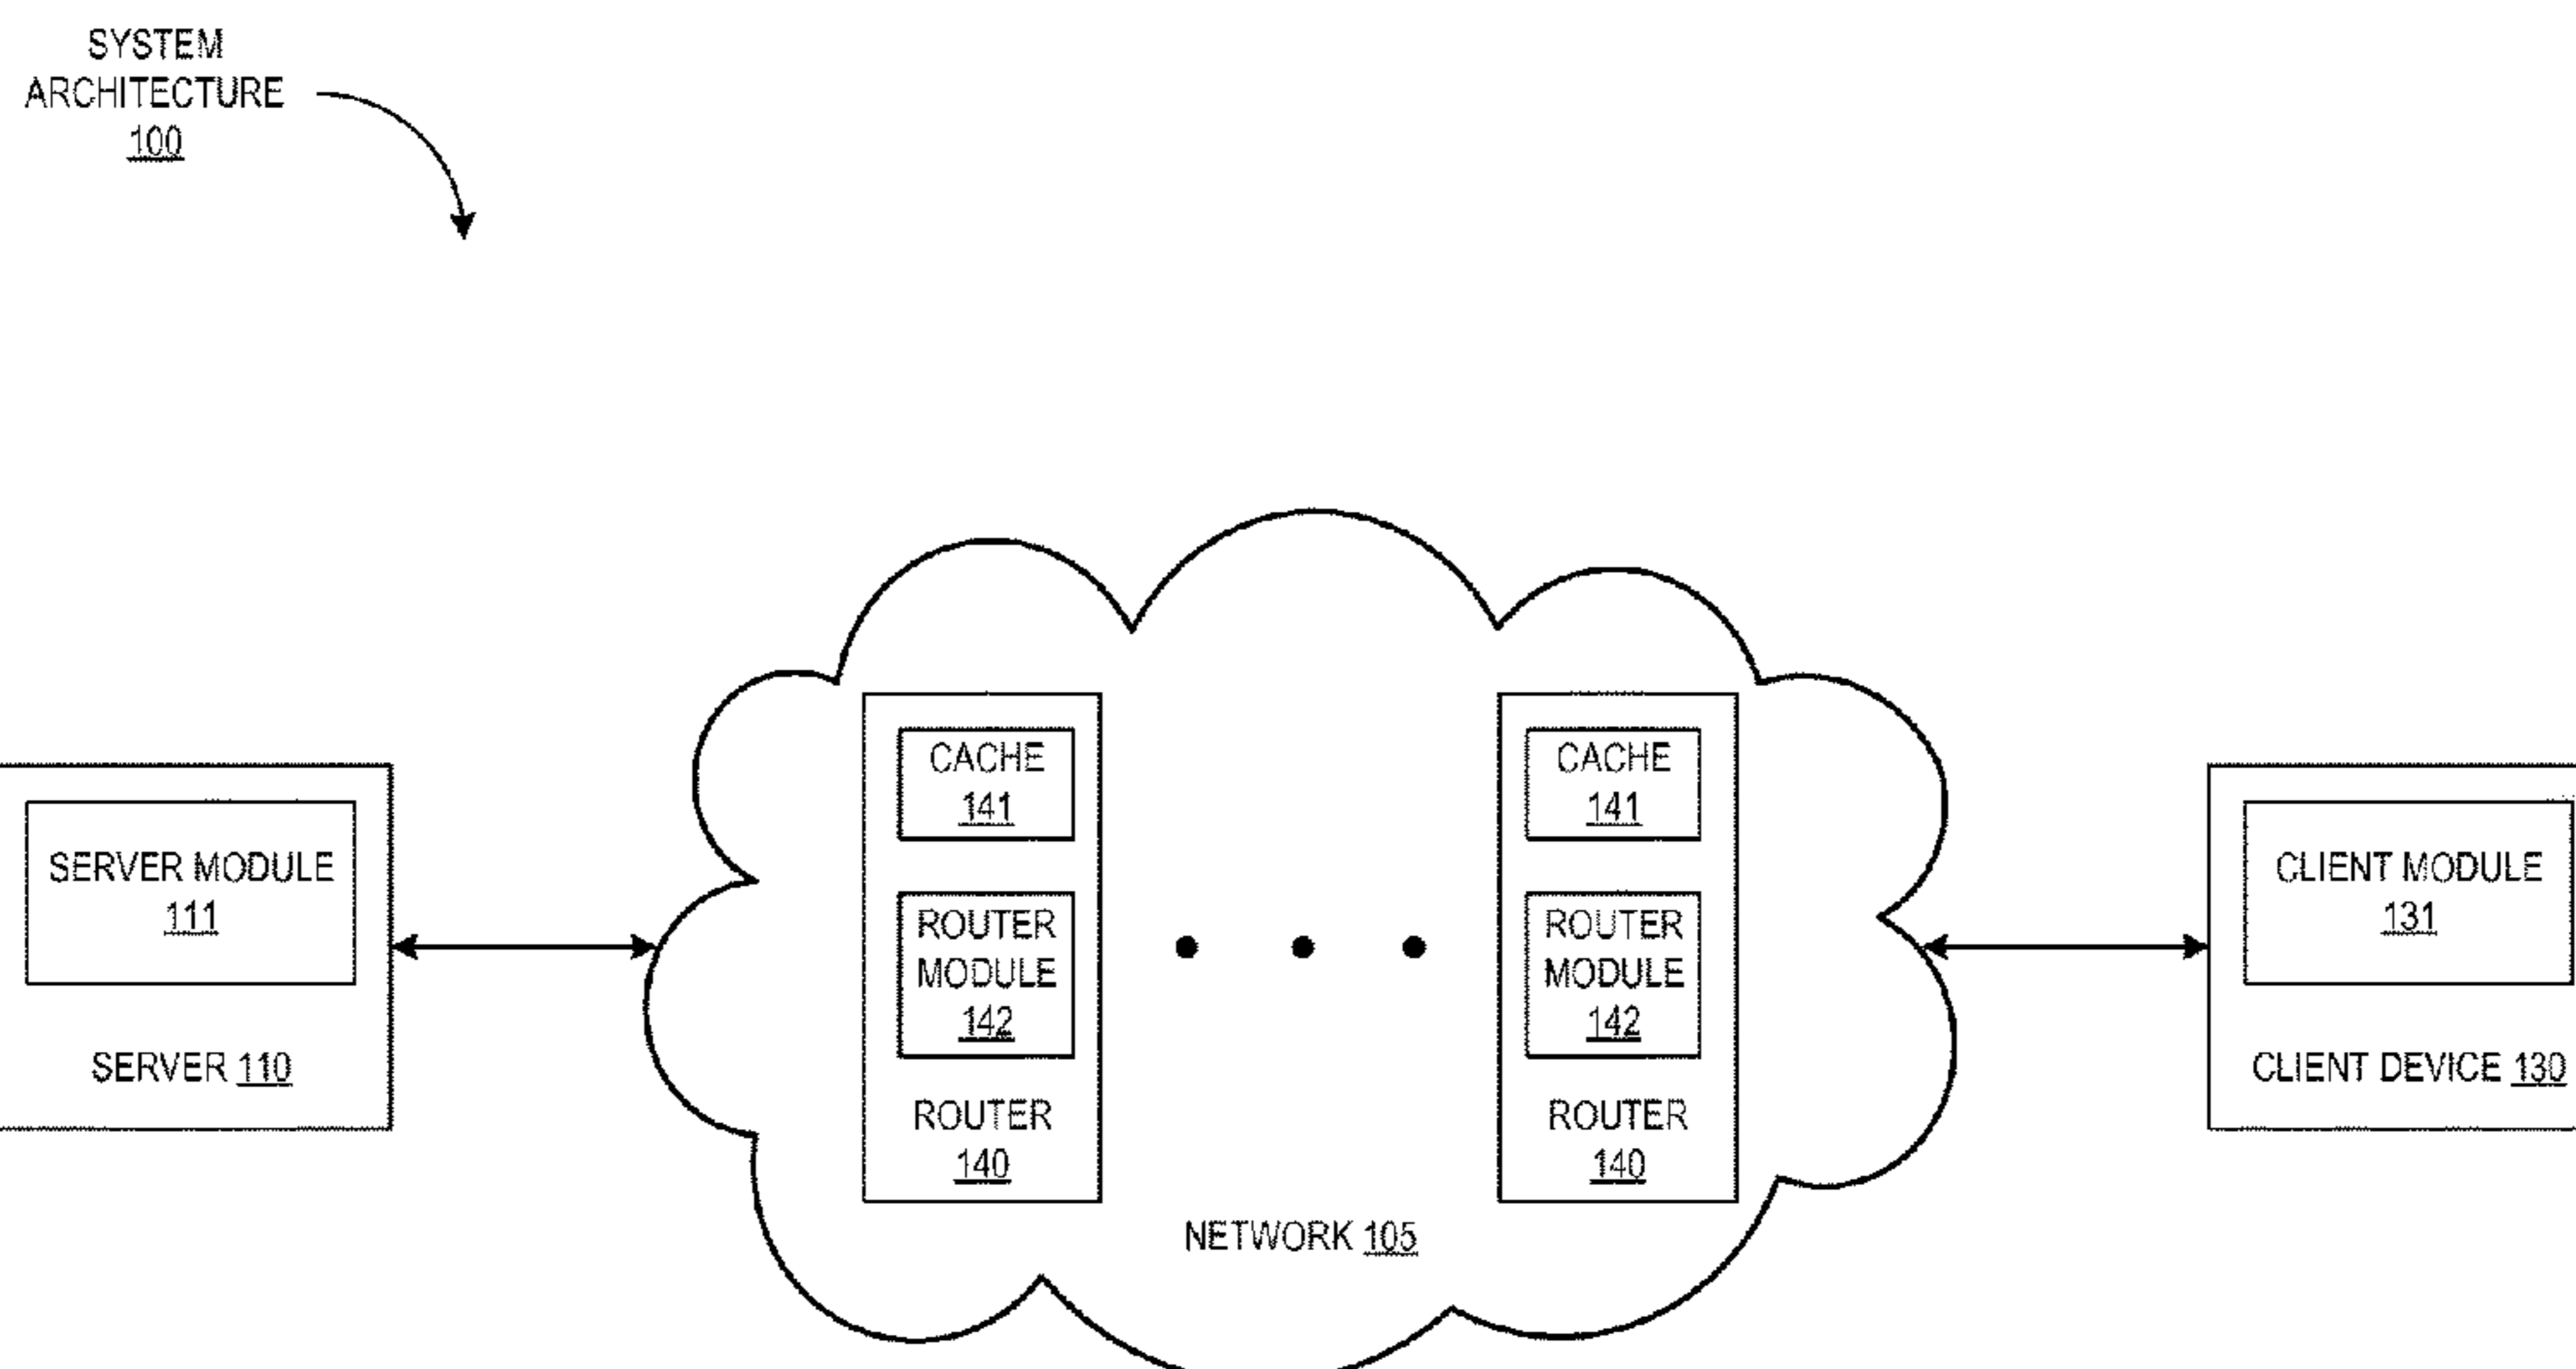 SYSTEM
ARCHITECTURE
100
CACHE
141
ROUTER
MODULE
142
ROUTER
140
CACHE
141
ROUTER
MODULE
142
ROUTER
140
SERVER MODULE
111
SERVER 110
CLIENT MODULE
131
CLIENT DEVICE 130
NETWORK 105